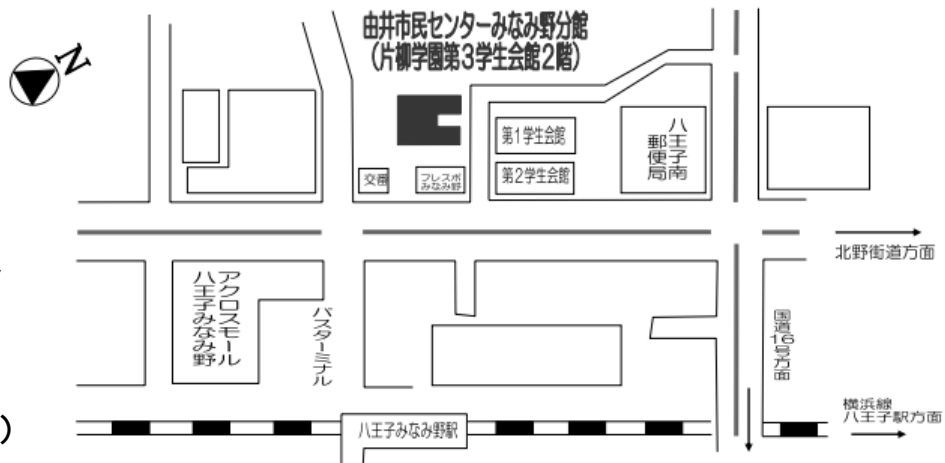 由井市民センターみなみ野分館
(片柳学園第3学生会館2階)
N
第1学生会館
八王子南
郵便局
交番
フレスポ
みなみ野
第2学生会館
北野街道方面
アクロスモール
八王子みなみ野
バスターミナル
国道16号方面
横浜線
八王子駅方面
八王子みなみ野駅
)